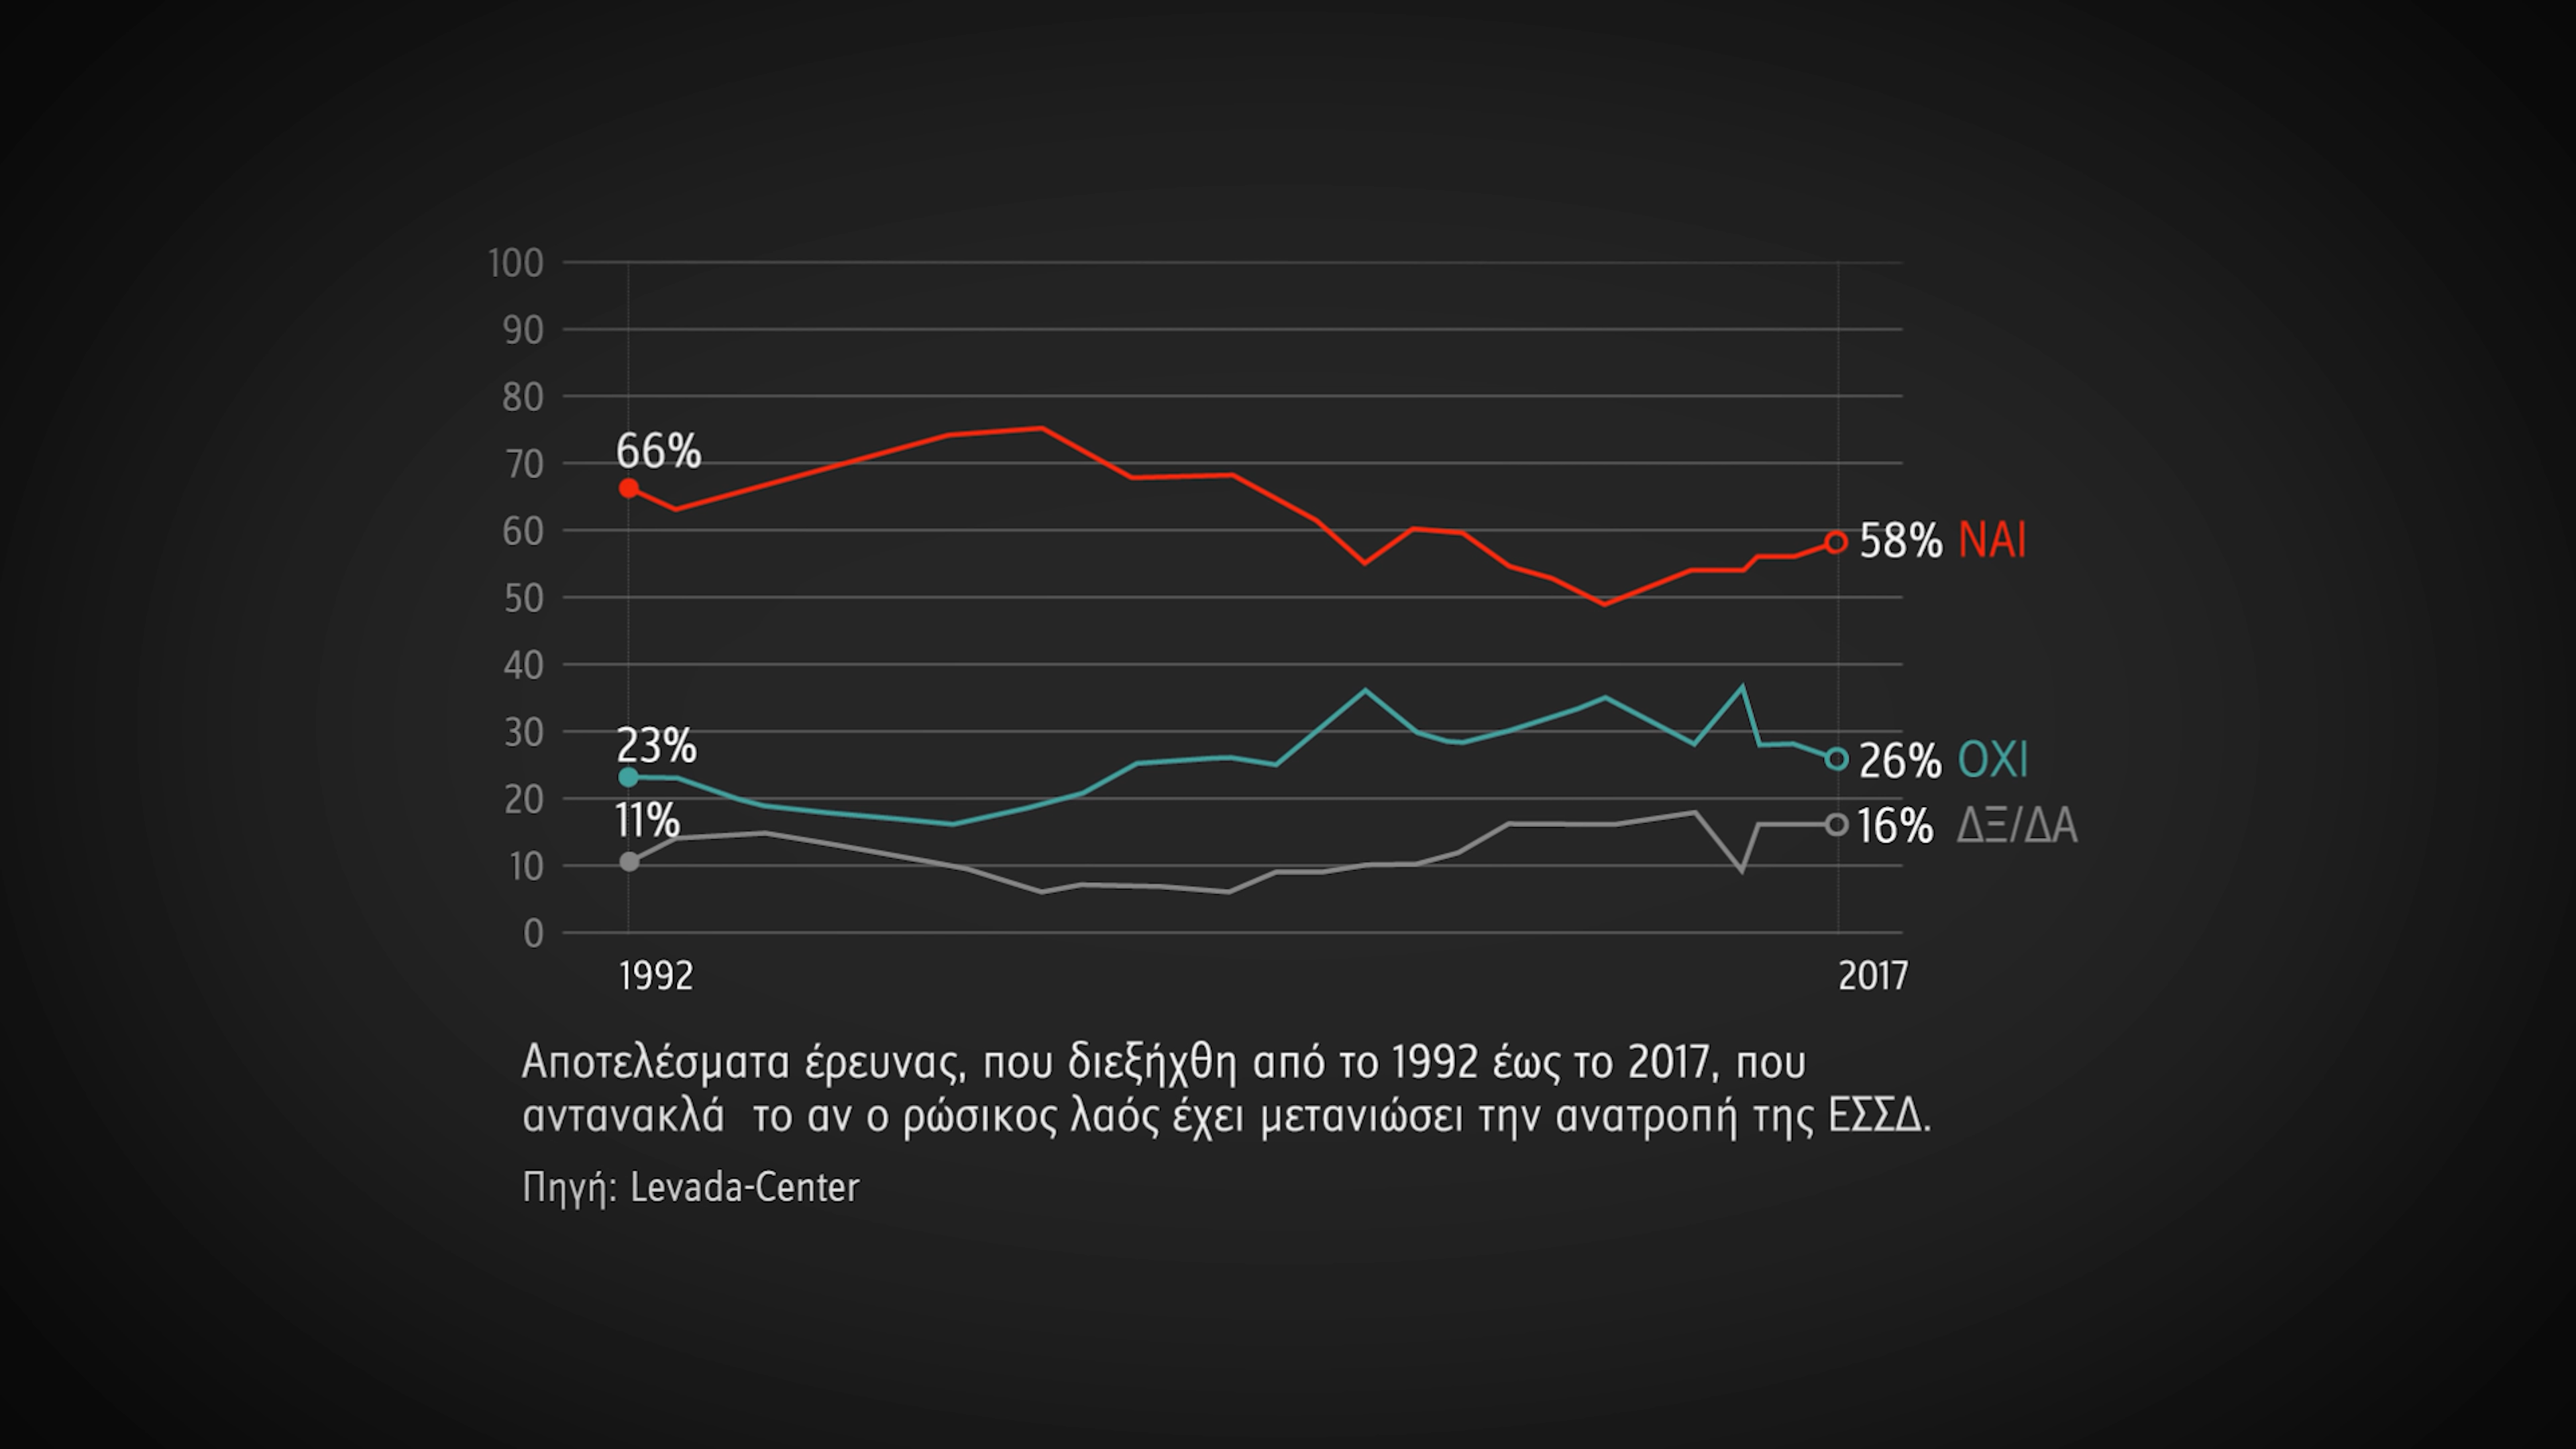 100
90
80
70
60
50
40
30
20
10
0
66%
23%
11%
58% ΝΑΙ
26% ΟΧΙ
16% ΔΞ/ΔΑ
1992
2017
Αποτελέσματα έρευνας, που διεξήχθη από το 1992 έως το 2017, που
αντανακλά το αν ο ρώσικος λαός έχει μετανιώσει την ανατροπή της ΕΣΣΔ.
Πηγή: Levada-Center